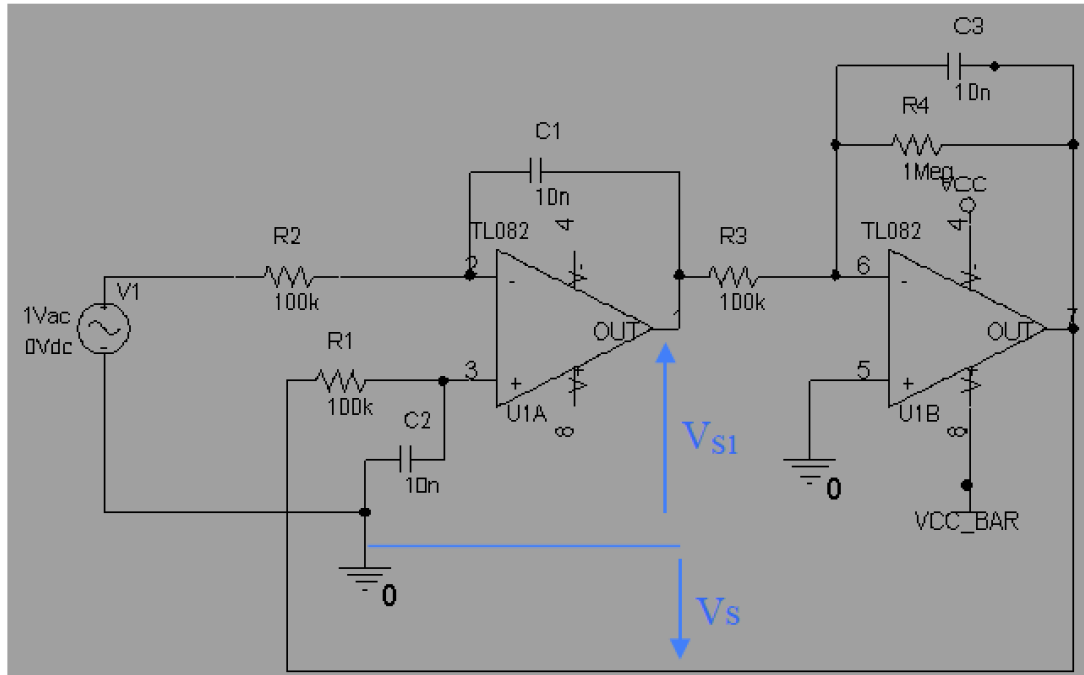 C3
10n
R4
1Meg
VCC
C1
10n
4
TL082
R2
100k
2
-
V-
V1
+
-
1Vac
0Vdc
R1
100k
3
+
OUT
1
V+
U1A
8
C2
10n
0
R3
100k
TL082
4
6
-
V-
5
+
OUT
7
V+
U1B
8
0
VCC_BAR
VS1
VS